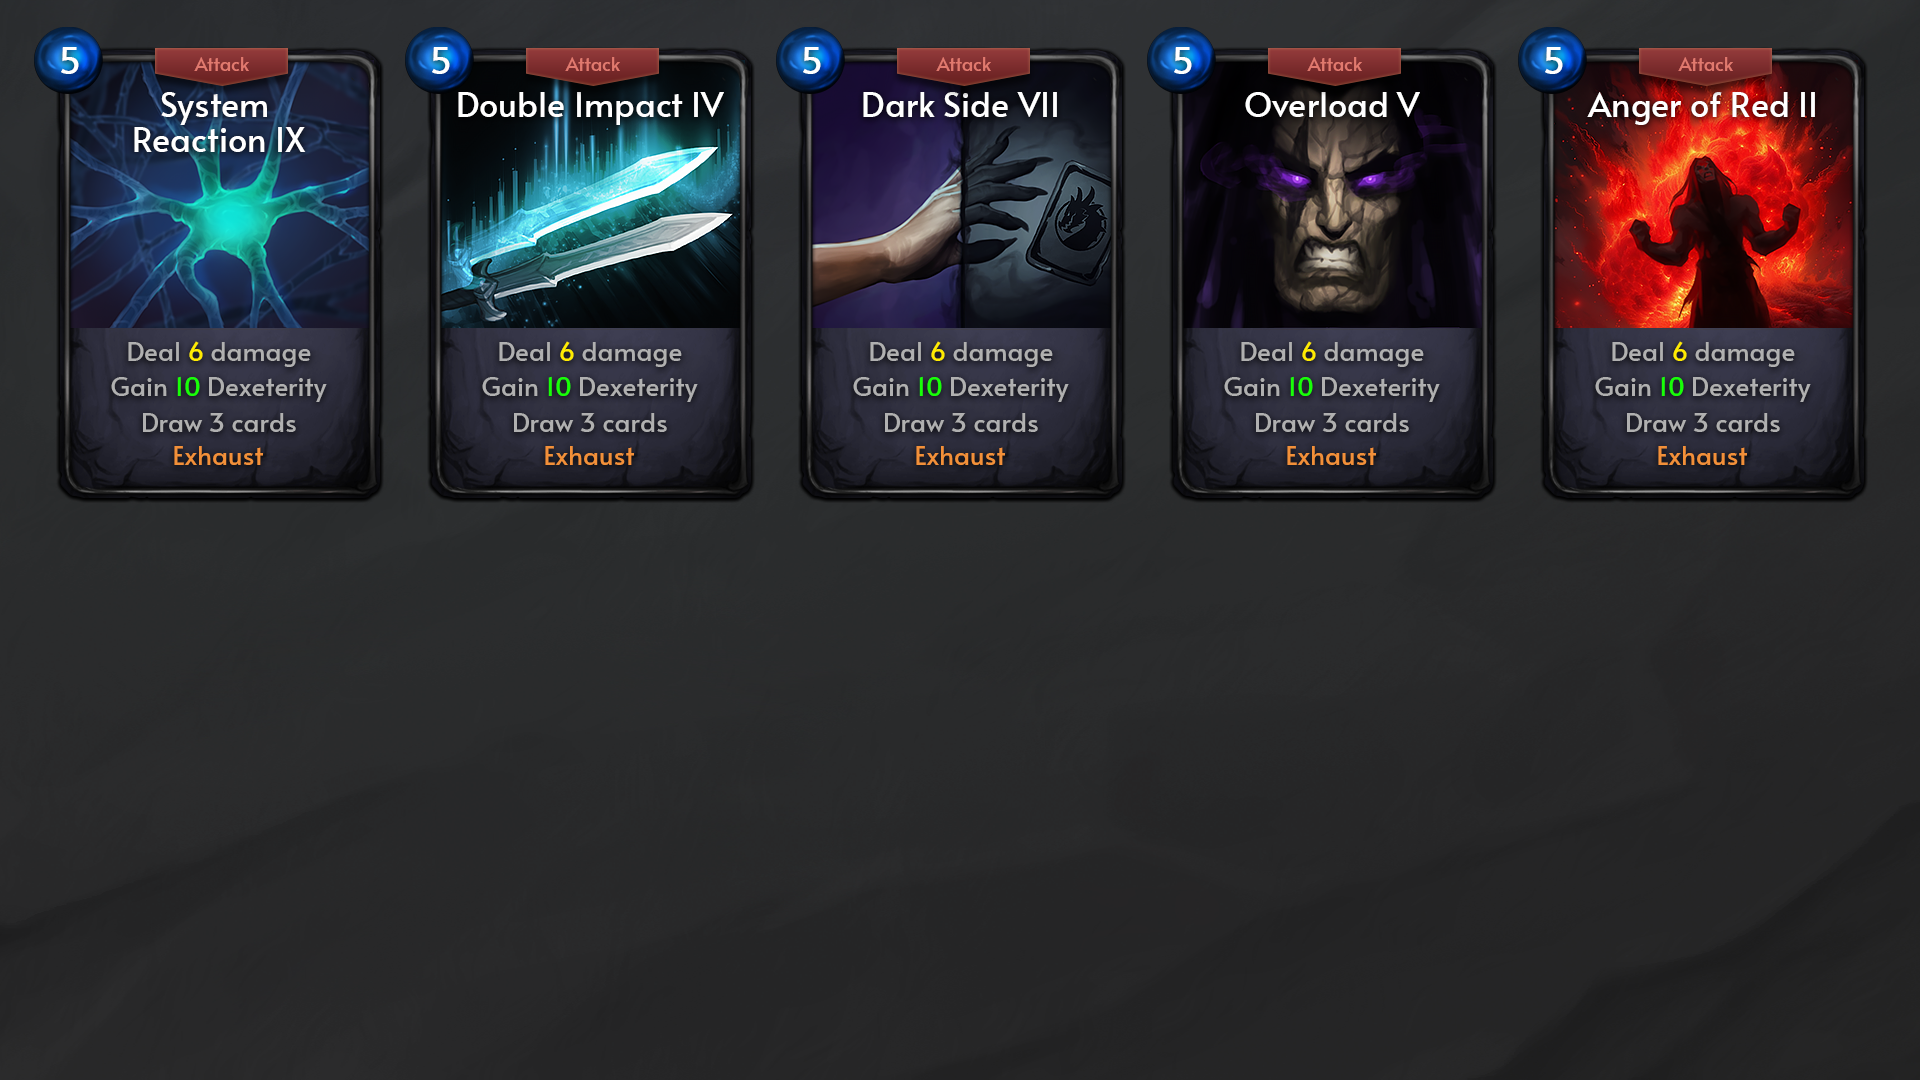 5
Attack
System
Reaction IX
Deal 6 damage
Gain 10 Dexeterity
Draw 3 cards
Exhaust
5
Attack
Double Impact IV
Deal 6 damage
Gain 10 Dexeterity
Draw 3 cards
Exhaust
5
Attack
Dark Side VII
Deal 6 damage
Gain 10 Dexeterity
Draw 3 cards
Exhaust
5
Attack
Overload V
Deal 6 damage
Gain 10 Dexeterity
Draw 3 cards
Exhaust
5
Attack
Anger of Red II
Deal 6 damage
Gain 10 Dexeterity
Draw 3 cards
Exhaust